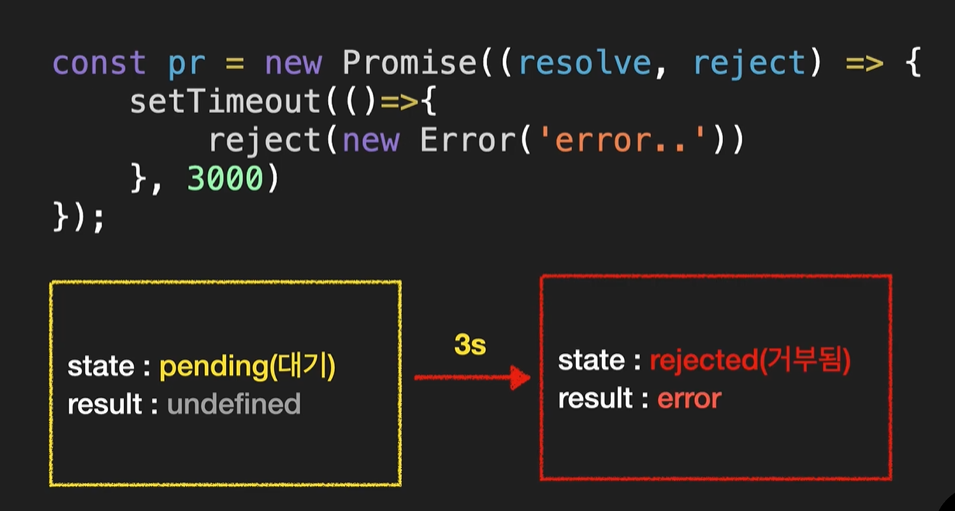 const pr = new Promise((resolve, reject) => {
    setTimeout(()=>{
        reject(new Error('error..'))
    }, 3000)
});
state : pending(대기)
result : undefined
3s
state : rejected(거부됨)
result : error